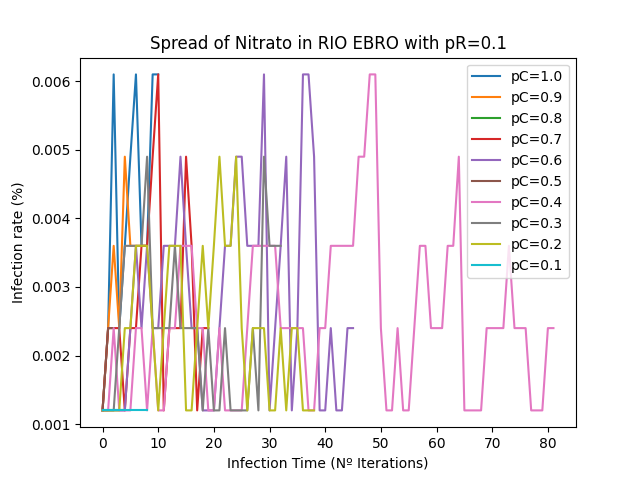 Spread of Nitrato in RIO EBRO with pR=0.1
Infection rate (%)
0.006
0.005
0.004
0.003
0.002
0.001
0 10 20 30 40 50 60 70 80
Infection Time (Nº Iterations)
pC=1.0
pC=0.9
pC=0.8
pC=0.7
pC=0.6
pC=0.5
pC=0.4
pC=0.3
pC=0.2
pC=0.1